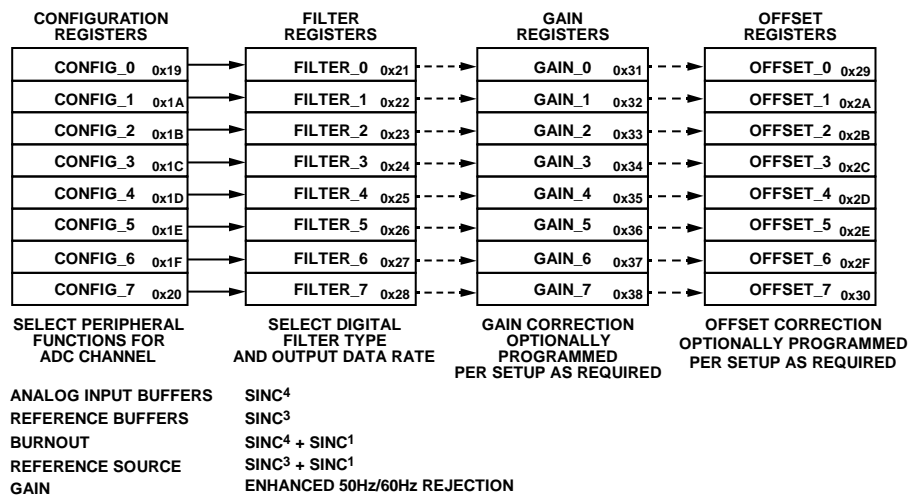 CONFIGURATION REGISTERS
CONFIG_0 0x19
CONFIG_1 0x1A
CONFIG_2 0x1B
CONFIG_3 0x1C
CONFIG_4 0x1D
CONFIG_5 0x1E
CONFIG_6 0x1F
CONFIG_7 0x20
SELECT PERIPHERAL
FUNCTIONS FOR
ADC CHANNEL
ANALOG INPUT BUFFERS
REFERENCE BUFFERS
BURNOUT
REFERENCE SOURCE
GAIN
FILTER
REGISTERS
FILTER_0 0x21
FILTER_1 0x22
FILTER_2 0x23
FILTER_3 0x24
FILTER_4 0x25
FILTER_5 0x26
FILTER_6 0x27
FILTER_7 0x28
SELECT DIGITAL
FILTER TYPE
AND OUTPUT DATA RATE
SINC⁴
SINC³
SINC⁴ + SINC¹
SINC³ + SINC¹
ENHANCED 50Hz/60Hz REJECTION
GAIN
REGISTERS
GAIN_0 0x31
GAIN_1 0x32
GAIN_2 0x33
GAIN_3 0x34
GAIN_4 0x35
GAIN_5 0x36
GAIN_6 0x37
GAIN_7 0x38
GAIN CORRECTION
OPTIONALLY
PROGRAMMED
PER SETUP AS REQUIRED
OFFSET
REGISTERS
OFFSET_0 0x29
OFFSET_1 0x2A
OFFSET_2 0x2B
OFFSET_3 0x2C
OFFSET_4 0x2D
OFFSET_5 0x2E
OFFSET_6 0x2F
OFFSET_7 0x30
OFFSET CORRECTION
OPTIONALLY PROGRAMMED
PER SETUP AS REQUIRED